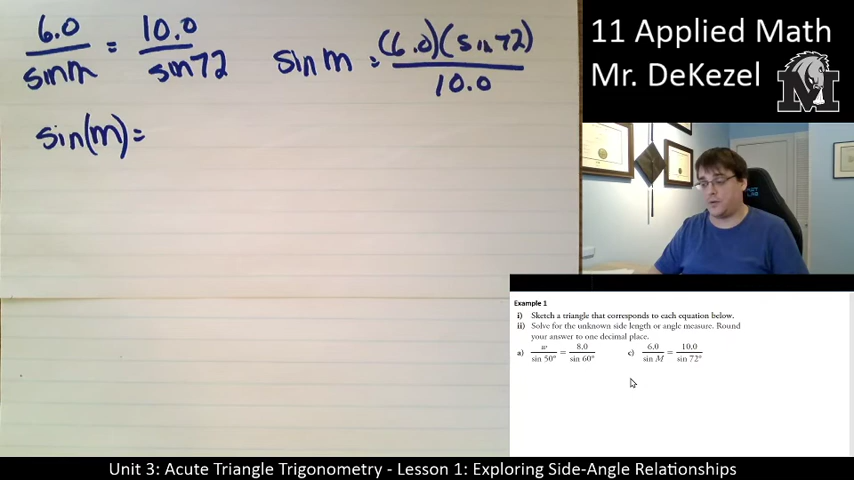 6.0/sin m = 10.0/sin 72
sin m = (6.0)(sin 72)/10.0
sin(m)=
11 Applied Math
Mr. DeKezel
M
Example 1
i) Sketch a triangle that corresponds to each equation below.
ii) Solve for the unknown side length or angle measure. Round
your answer to one decimal place.
a) w/sin 50° = 8.0/sin 60°
c) 6.0/sin M = 10.0/sin 72°
Unit 3: Acute Triangle Trigonometry - Lesson 1: Exploring Side-Angle Relationships